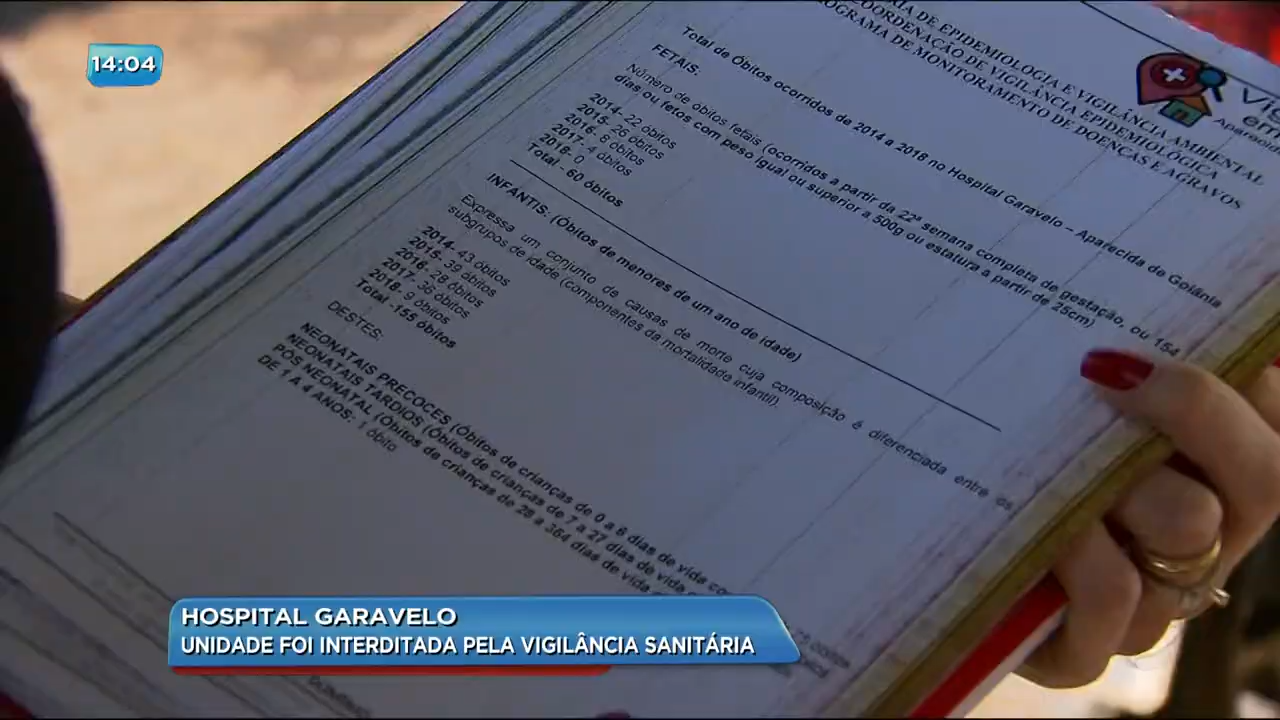 14:04
DE EPIDEMIOLOGIA E VIGILÂNCIA AMBIENTAL
COORDENAÇÃO DE VIGILÂNCIA EPIDEMIOLÓGICA
PROGRAMA DE MONITORAMENTO DE DOENÇAS E AGRAVOS
Total de Óbitos ocorridos de 2014 a 2018 no Hospital Garavelo – Aparecida de Goiânia
FETAIS:
Número de óbitos fetais (ocorridos a partir da 22ª semana completa de gestação, ou 154
dias ou fetos com peso igual ou superior a 500g ou estatura a partir de 25cm)
2014- 22 óbitos
2015- 26 óbitos
2016- 8 óbitos
2017- 4 óbitos
2018- 0
Total - 60 óbitos
INFANTIS: (Óbitos de menores de um ano de idade)
Expressa um conjunto de causas de morte cuja composição é diferenciada entre os
subgrupos de idade (Componentes da mortalidade infantil).
2014- 43 óbitos
2015- 39 óbitos
2016- 28 óbitos
2017- 36 óbitos
2018- 9 óbitos
Total -155 óbitos
DESTES:
NEONATAIS PRECOCES (Óbitos de crianças de 0 a 6 dias de vida
NEONATAIS TARDIOS (Óbitos de crianças de 7 a 27 dias de vida
PÓS NEONATAL (Óbitos de crianças de 28 a 364 dias de vida
DE 1 A 4 ANOS: 1 óbito
HOSPITAL GARAVELO
UNIDADE FOI INTERDITADA PELA VIGILÂNCIA SANITÁRIA